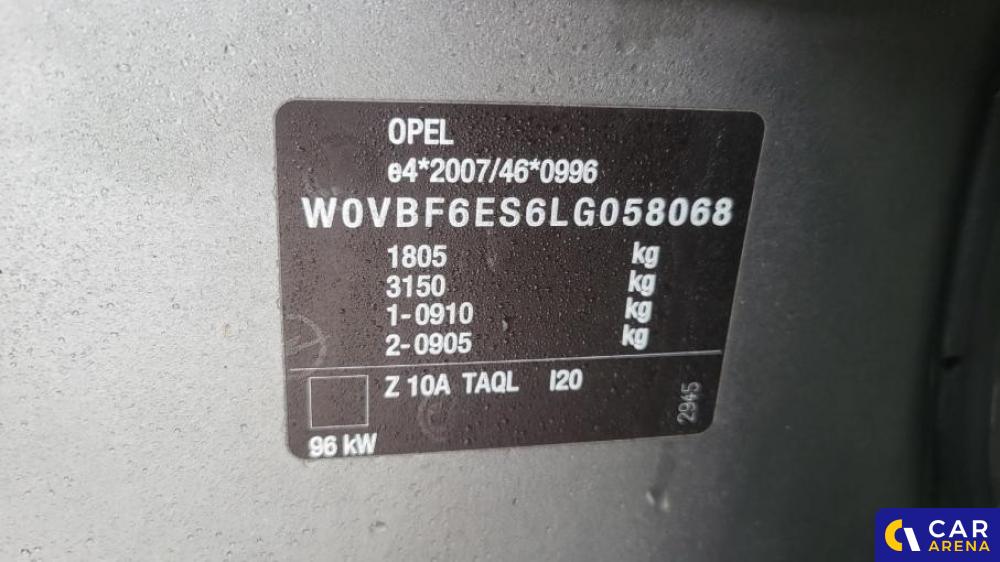 OPEL
e4*2007/46*0996
W0VBF6ES6LG058068
1805 kg
3150 kg
1-0910 kg
2-0905 kg
Z 10A TAQL I20
2945
96 kW
CAR
ARENA